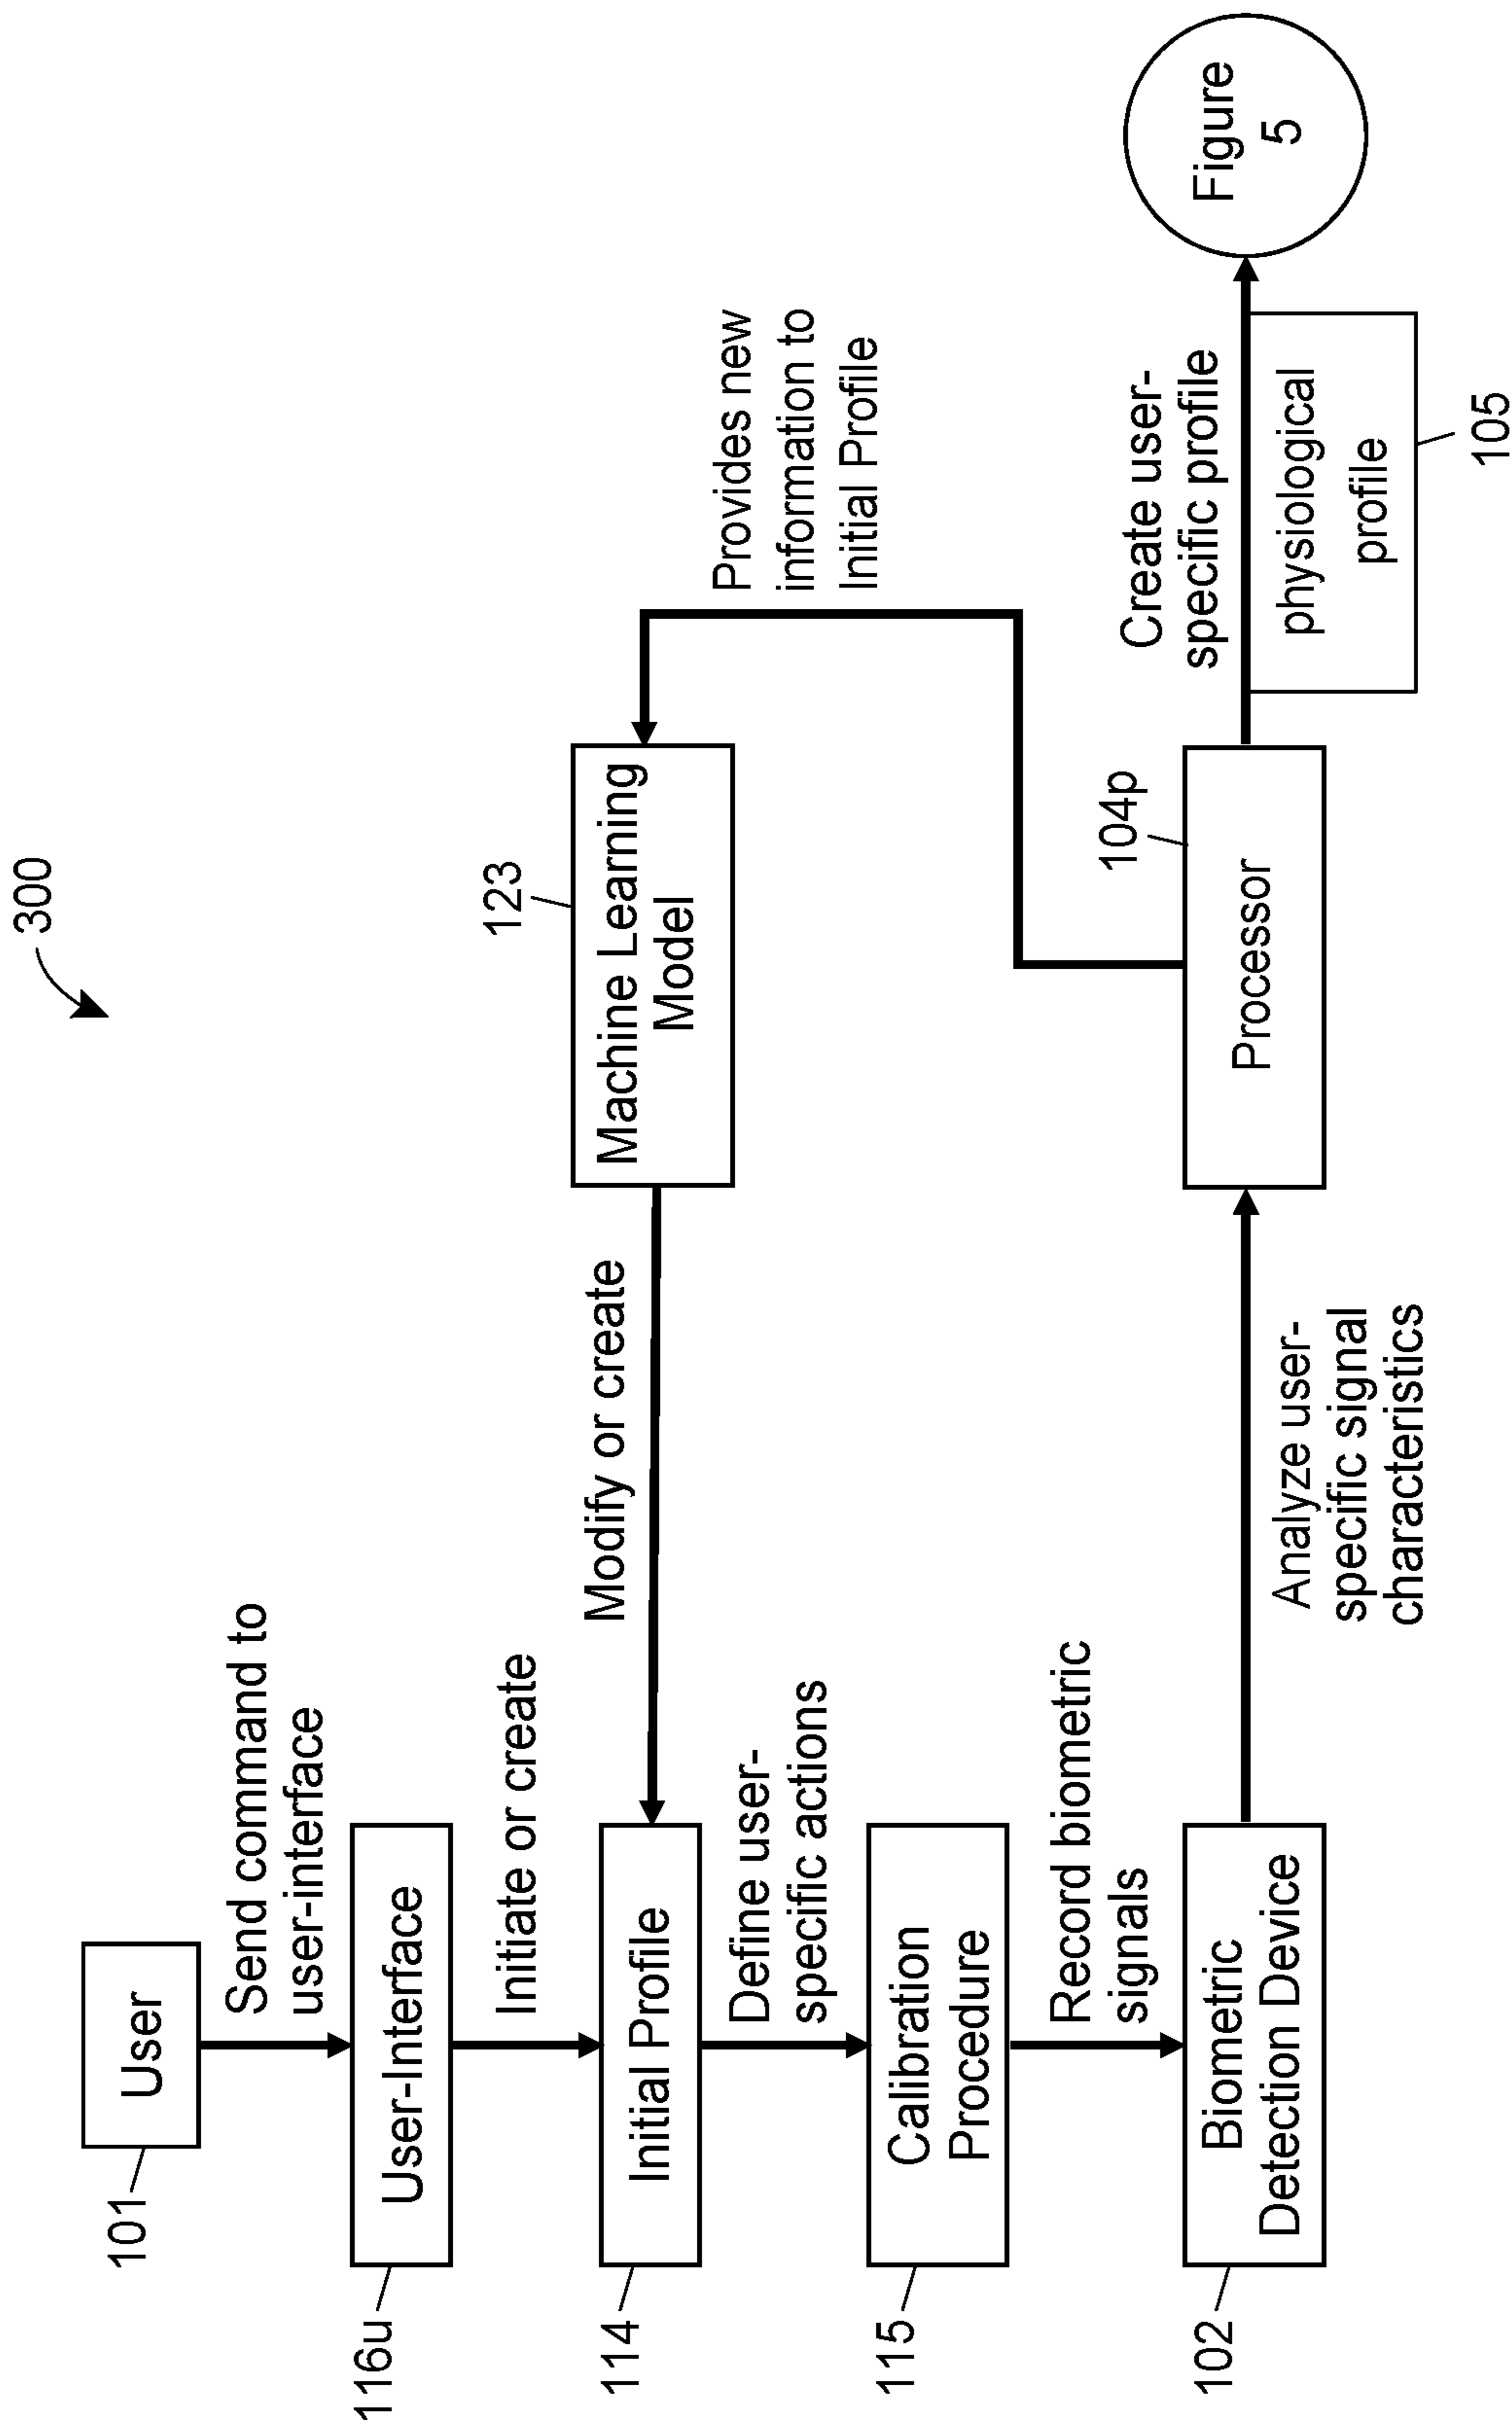 300
101
User
Send command to
user-interface
116u
User-Interface
Initiate or create
114
Initial Profile
Modify or create
123
Machine Learning
Model
Provides new
information to
Initial Profile
Define user-
specific actions
115
Calibration
Procedure
Record biometric
signals
102
Biometric
Detection Device
Analyze user-
specific signal
characteristics
104p
Processor
Create user-
specific profile
physiological
profile
105
Figure
5